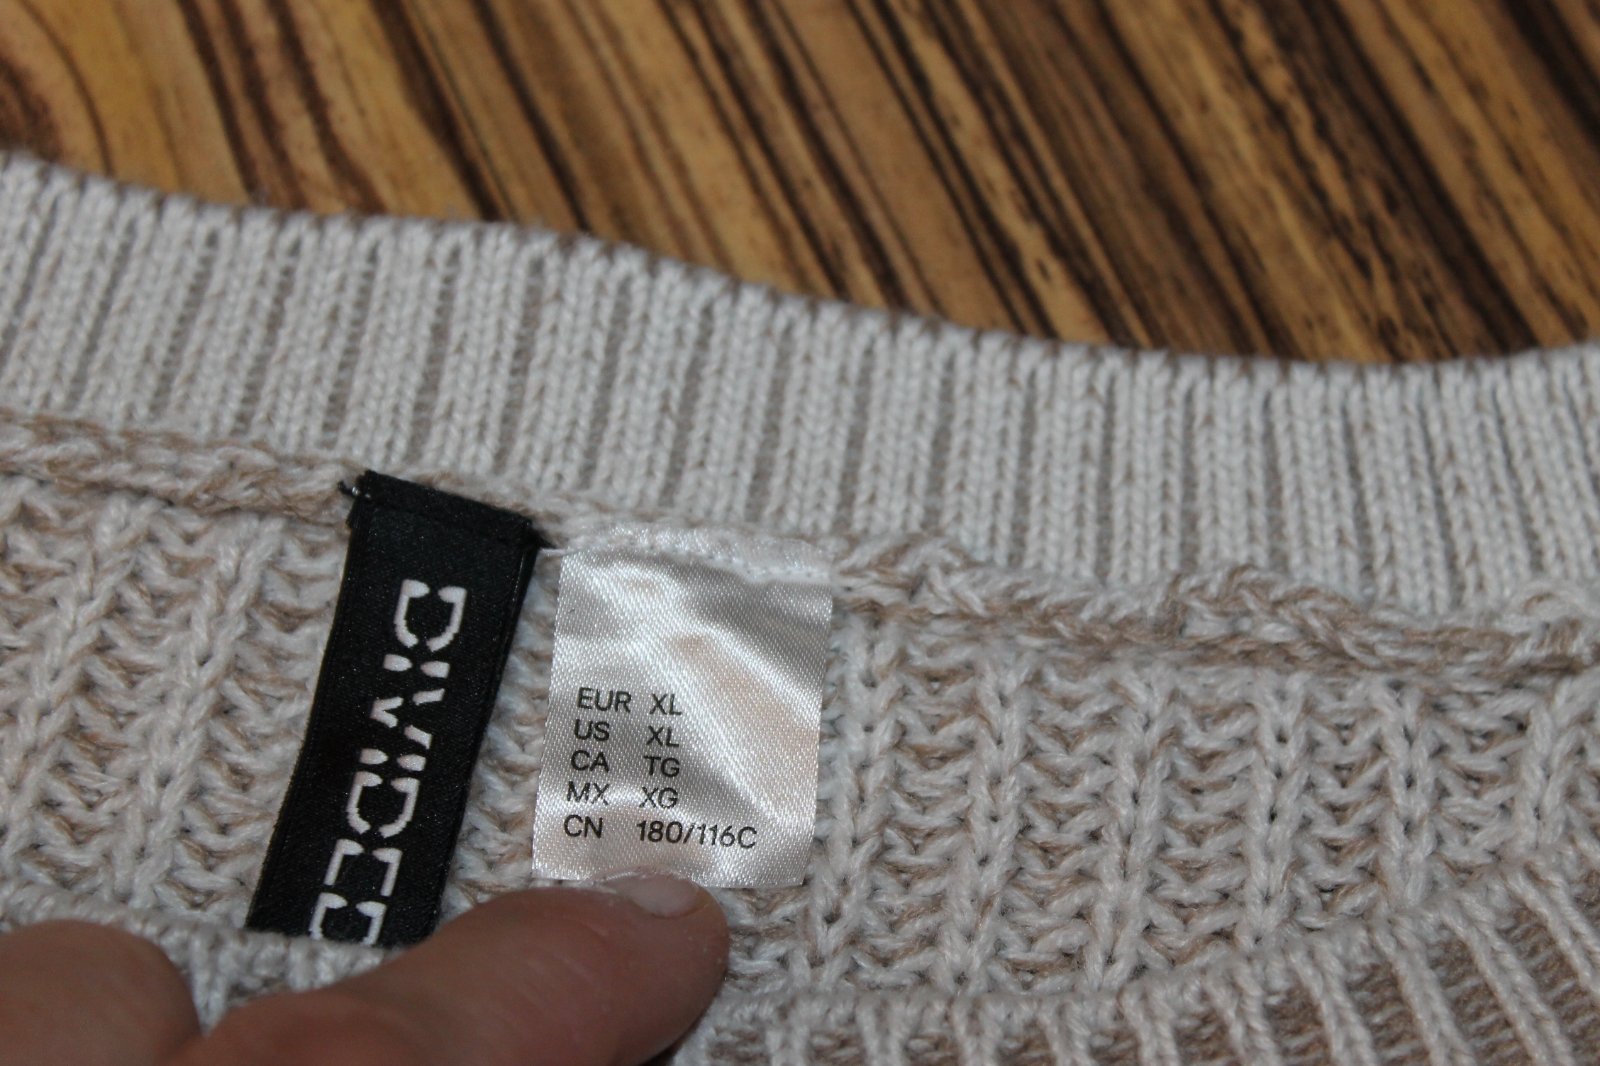 DIVIDED
EUR XL
US XL
CA TG
MX XG
CN 180/116C